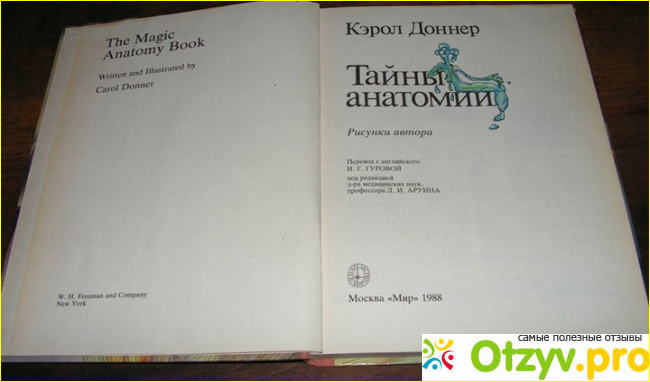 The Magic
Anatomy Book
Written and Illustrated by
Carol Donner
W. H. Freeman and Company
New York
Кэрол Доннер
Тайны
анатомии
Рисунки автора
Перевод с английского
И. Г. ГУРОВОЙ
под редакцией
д-ра медицинских наук,
профессора Л. И. АРУИНА
Москва «Мир» 1988
самые полезные отзывы
Otzyv.pro